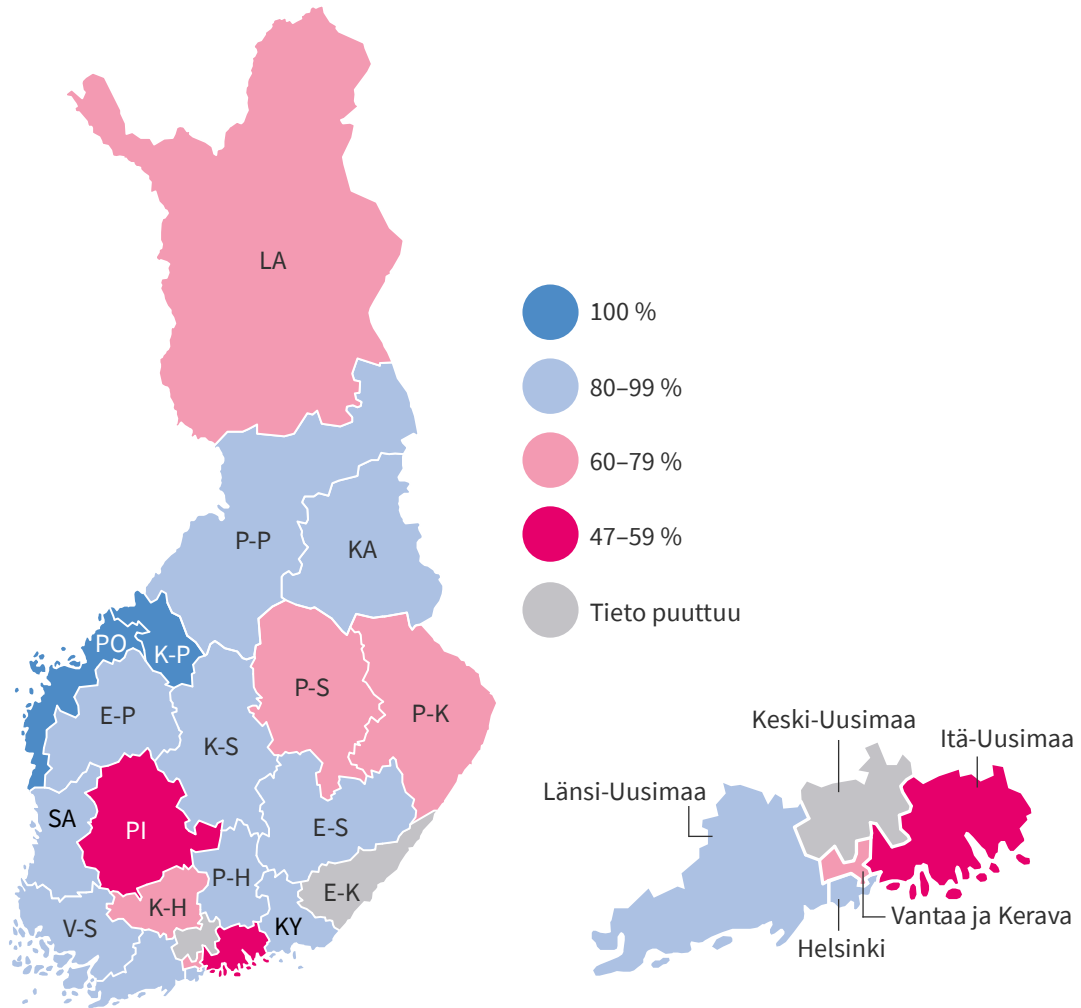 LA
100 %
80–99 %
60–79 %
47–59 %
Tieto puuttuu
P-P
KA
PO
K-P
E-P
K-S
P-S
P-K
SA
PI
E-S
P-H
E-K
K-H
V-S
KY
Keski-Uusimaa
Itä-Uusimaa
Länsi-Uusimaa
Vantaa ja Kerava
Helsinki